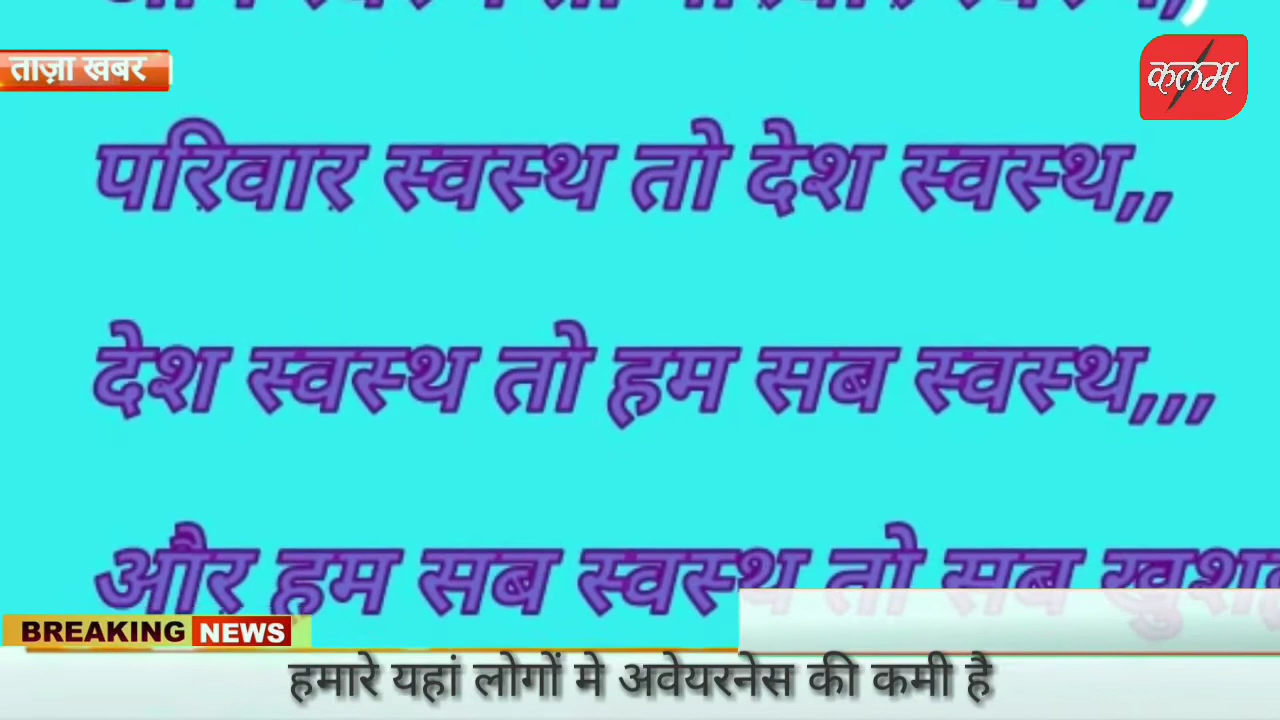 ताज़ा खबर
कलम
परिवार स्वस्थ तो देश स्वस्थ,,
देश स्वस्थ तो हम सब स्वस्थ,,,
और हम सब स्वस्थ तो सब
BREAKING NEWS
हमारे यहां लोगों मे अवेयरनेस की कमी है